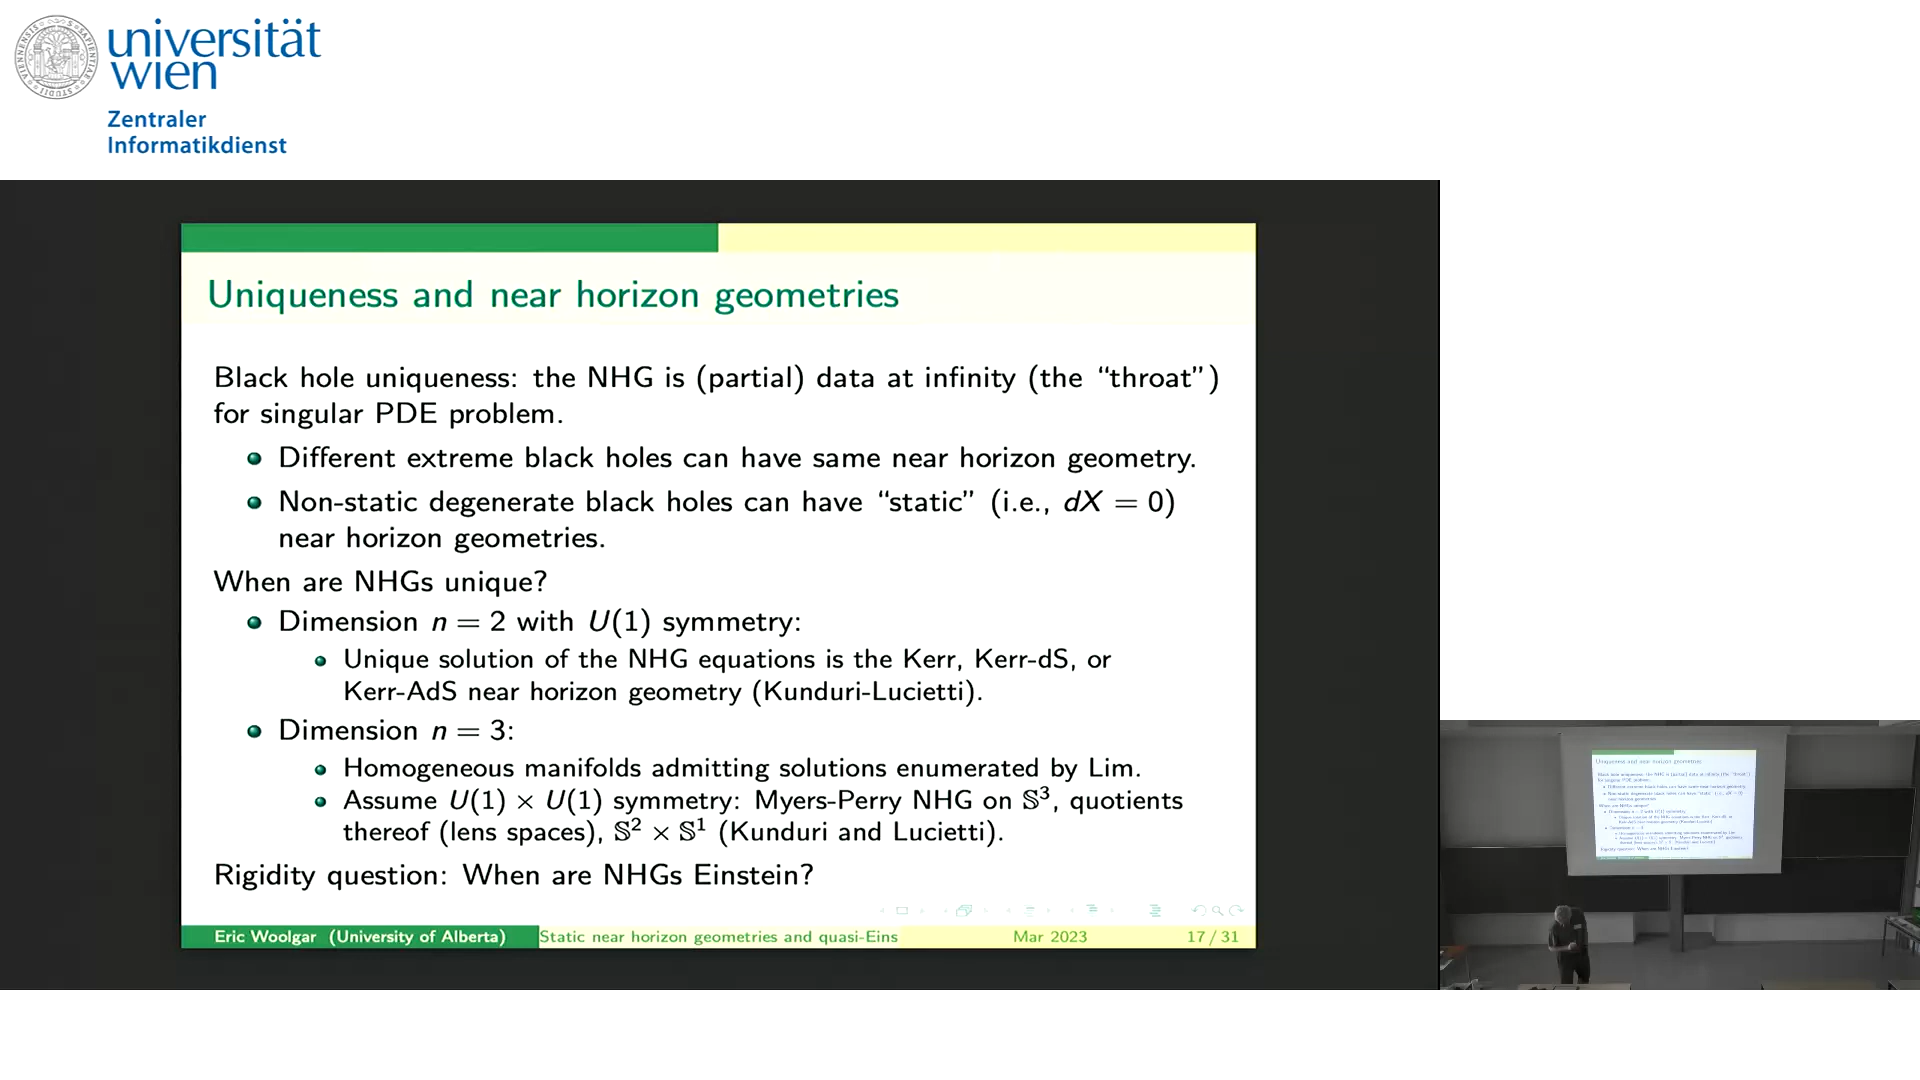 universität
wien
Zentraler
Informatikdienst
Uniqueness and near horizon geometries
Black hole uniqueness: the NHG is (partial) data at infinity (the “throat”)
for singular PDE problem.
Different extreme black holes can have same near horizon geometry.
Non-static degenerate black holes can have “static” (i.e., dX = 0)
near horizon geometries.
When are NHGs unique?
Dimension n = 2 with U(1) symmetry:
Unique solution of the NHG equations is the Kerr, Kerr-dS, or
Kerr-AdS near horizon geometry (Kunduri-Lucietti).
Dimension n = 3:
Homogeneous manifolds admitting solutions enumerated by Lim.
Assume U(1) × U(1) symmetry: Myers-Perry NHG on 𝕊³, quotients
thereof (lens spaces), 𝕊² × 𝕊¹ (Kunduri and Lucietti).
Rigidity question: When are NHGs Einstein?
Eric Woolgar (University of Alberta) Static near horizon geometries and quasi-Eins Mar 2023 17 / 31